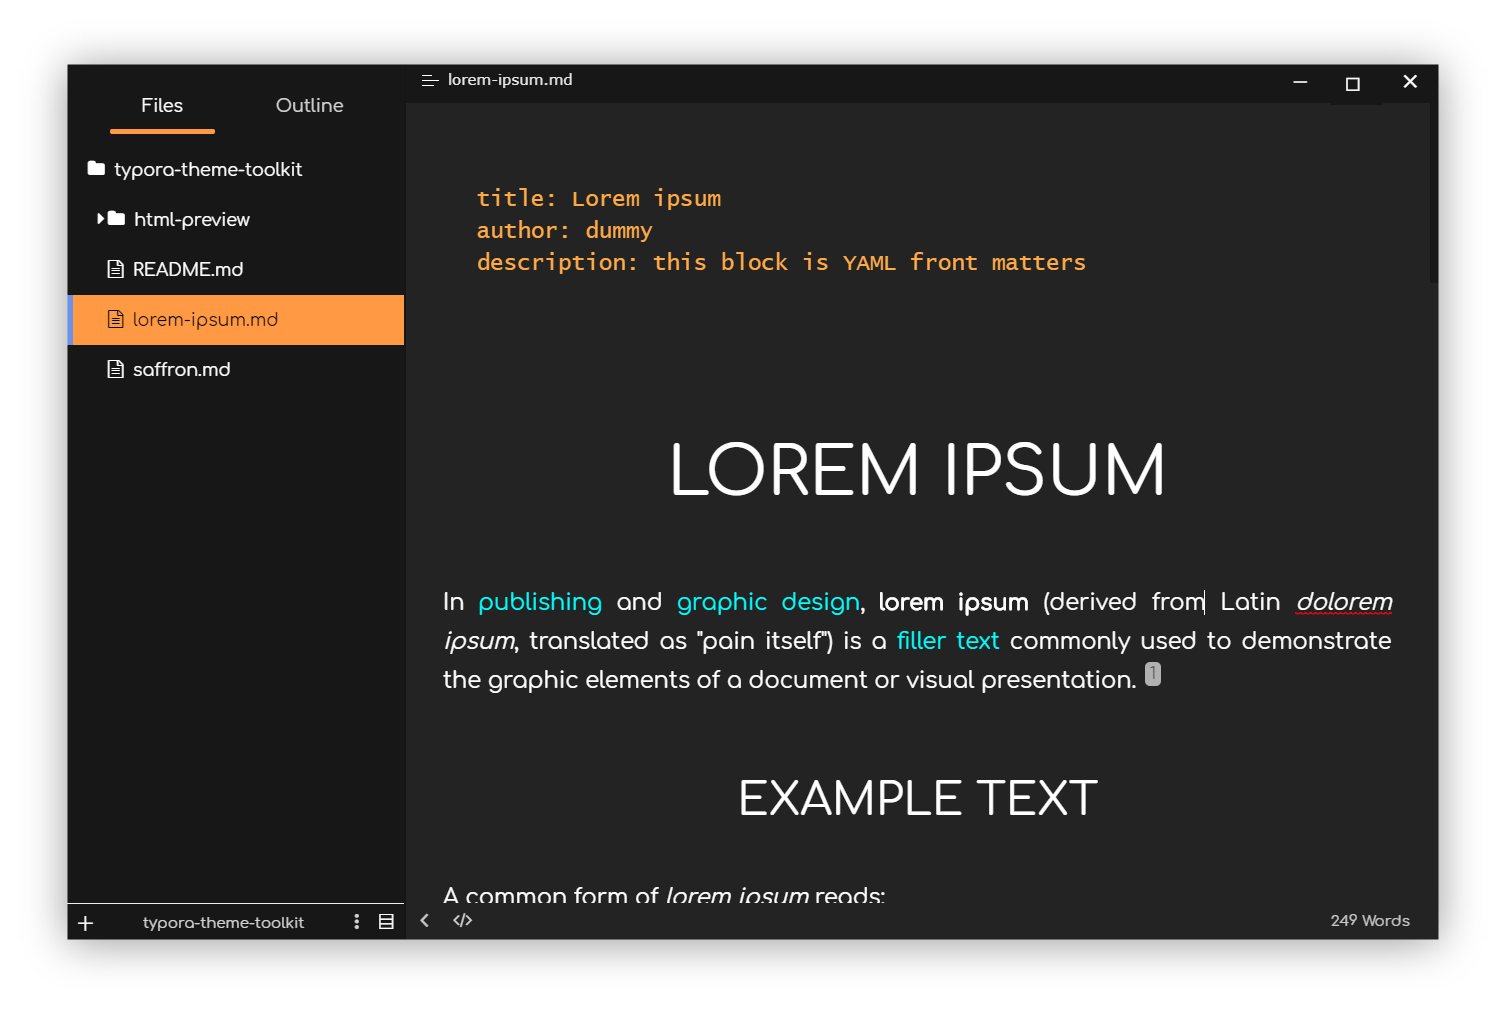 Files
Outline
typora-theme-toolkit
html-preview
README.md
lorem-ipsum.md
saffron.md
typora-theme-toolkit
lorem-ipsum.md
title: Lorem ipsum
author: dummy
description: this block is YAML front matters
LOREM IPSUM
In publishing and graphic design, lorem ipsum (derived from Latin dolorem
ipsum, translated as "pain itself") is a filler text commonly used to demonstrate
the graphic elements of a document or visual presentation. 1
EXAMPLE TEXT
A common form of lorem ipsum reads:
249 Words